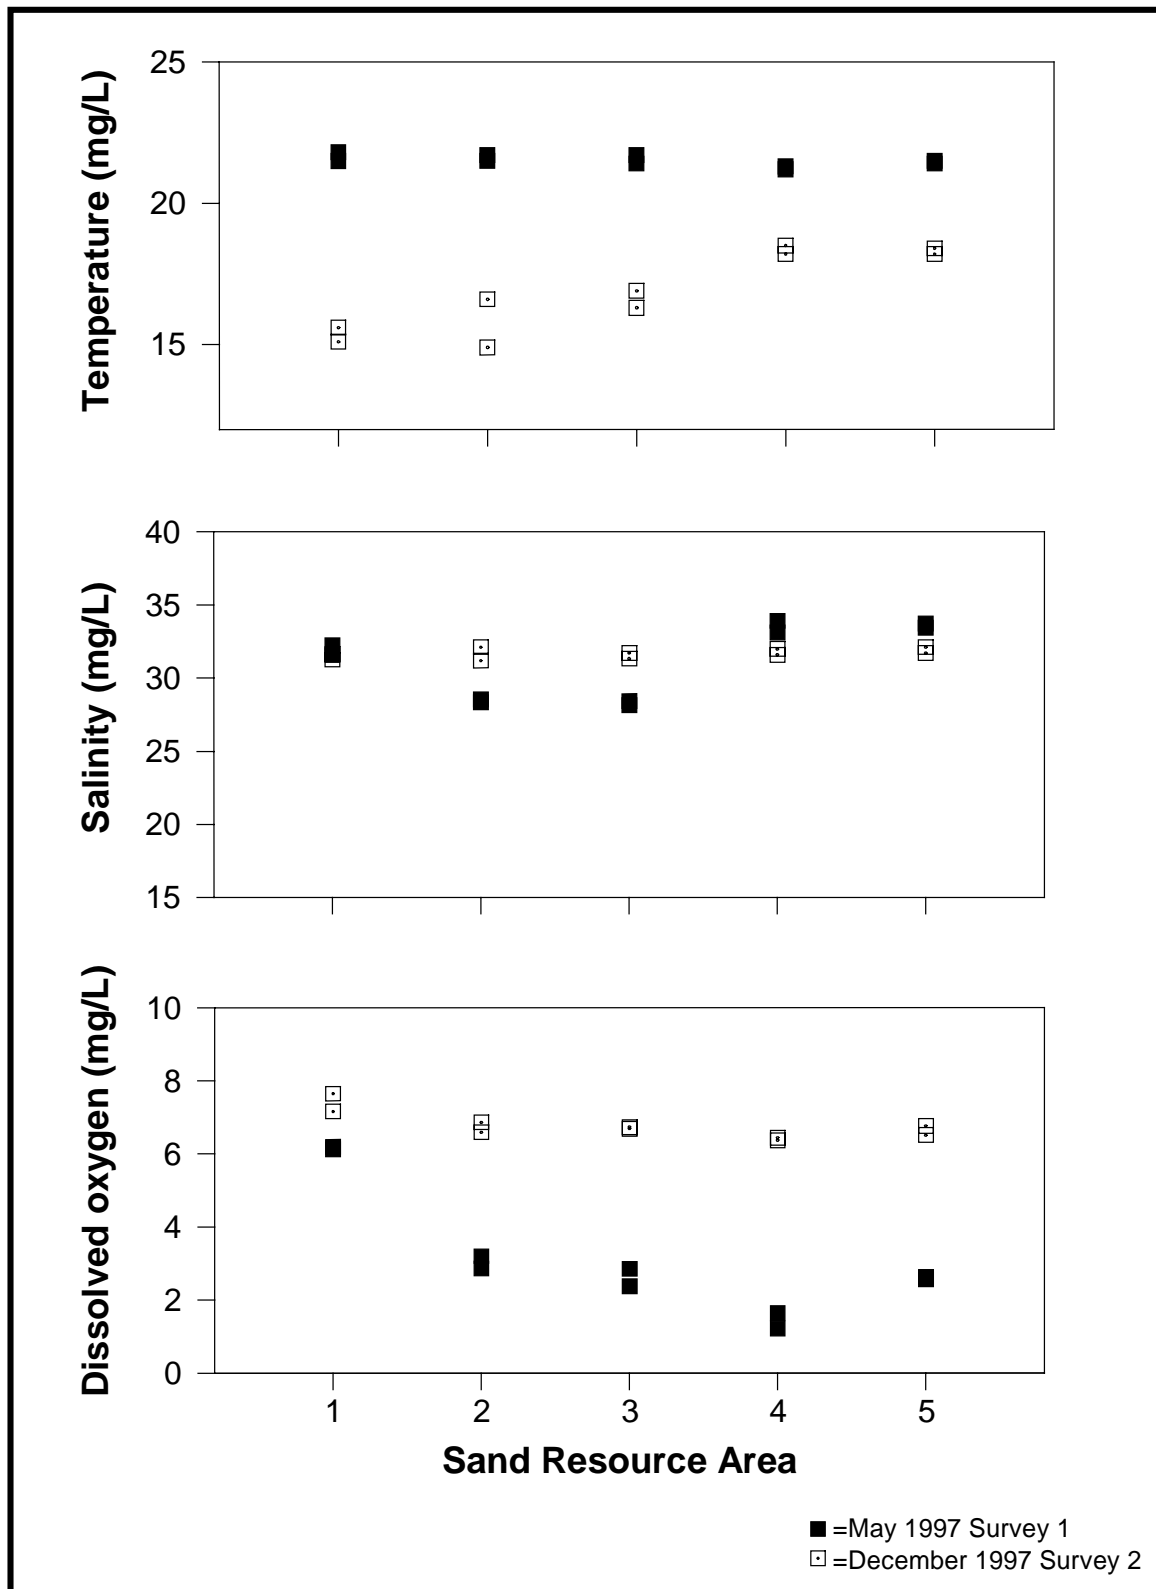 Temperature (mg/L)
25
20
15
Salinity (mg/L)
40
35
30
25
20
15
Dissolved oxygen (mg/L)
10
8
6
4
2
0
1 2 3 4 5
Sand Resource Area
=May 1997 Survey 1
=December 1997 Survey 2